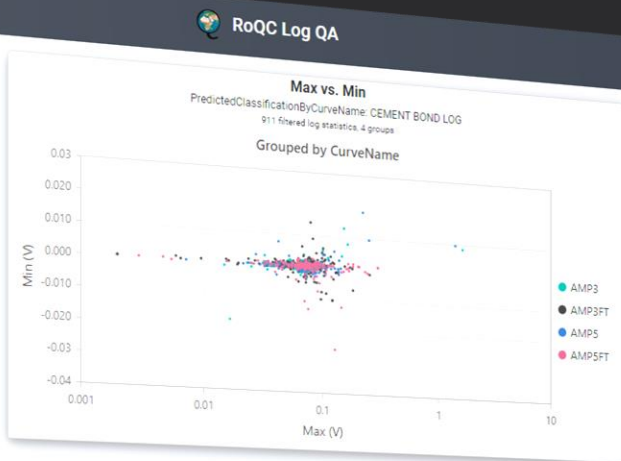 RoQC Log QA
Max vs. Min
PredictedClassificationByCurveName: CEMENT BOND LOG
911 filtered log statistics, 4 groups
Grouped by CurveName
0.03
0.020
0.010
0.000
-0.010
-0.020
-0.03
-0.04
Min (V)
0.001
0.01
0.1
1
10
Max (V)
AMP3
AMP3FT
AMP5
AMP5FT